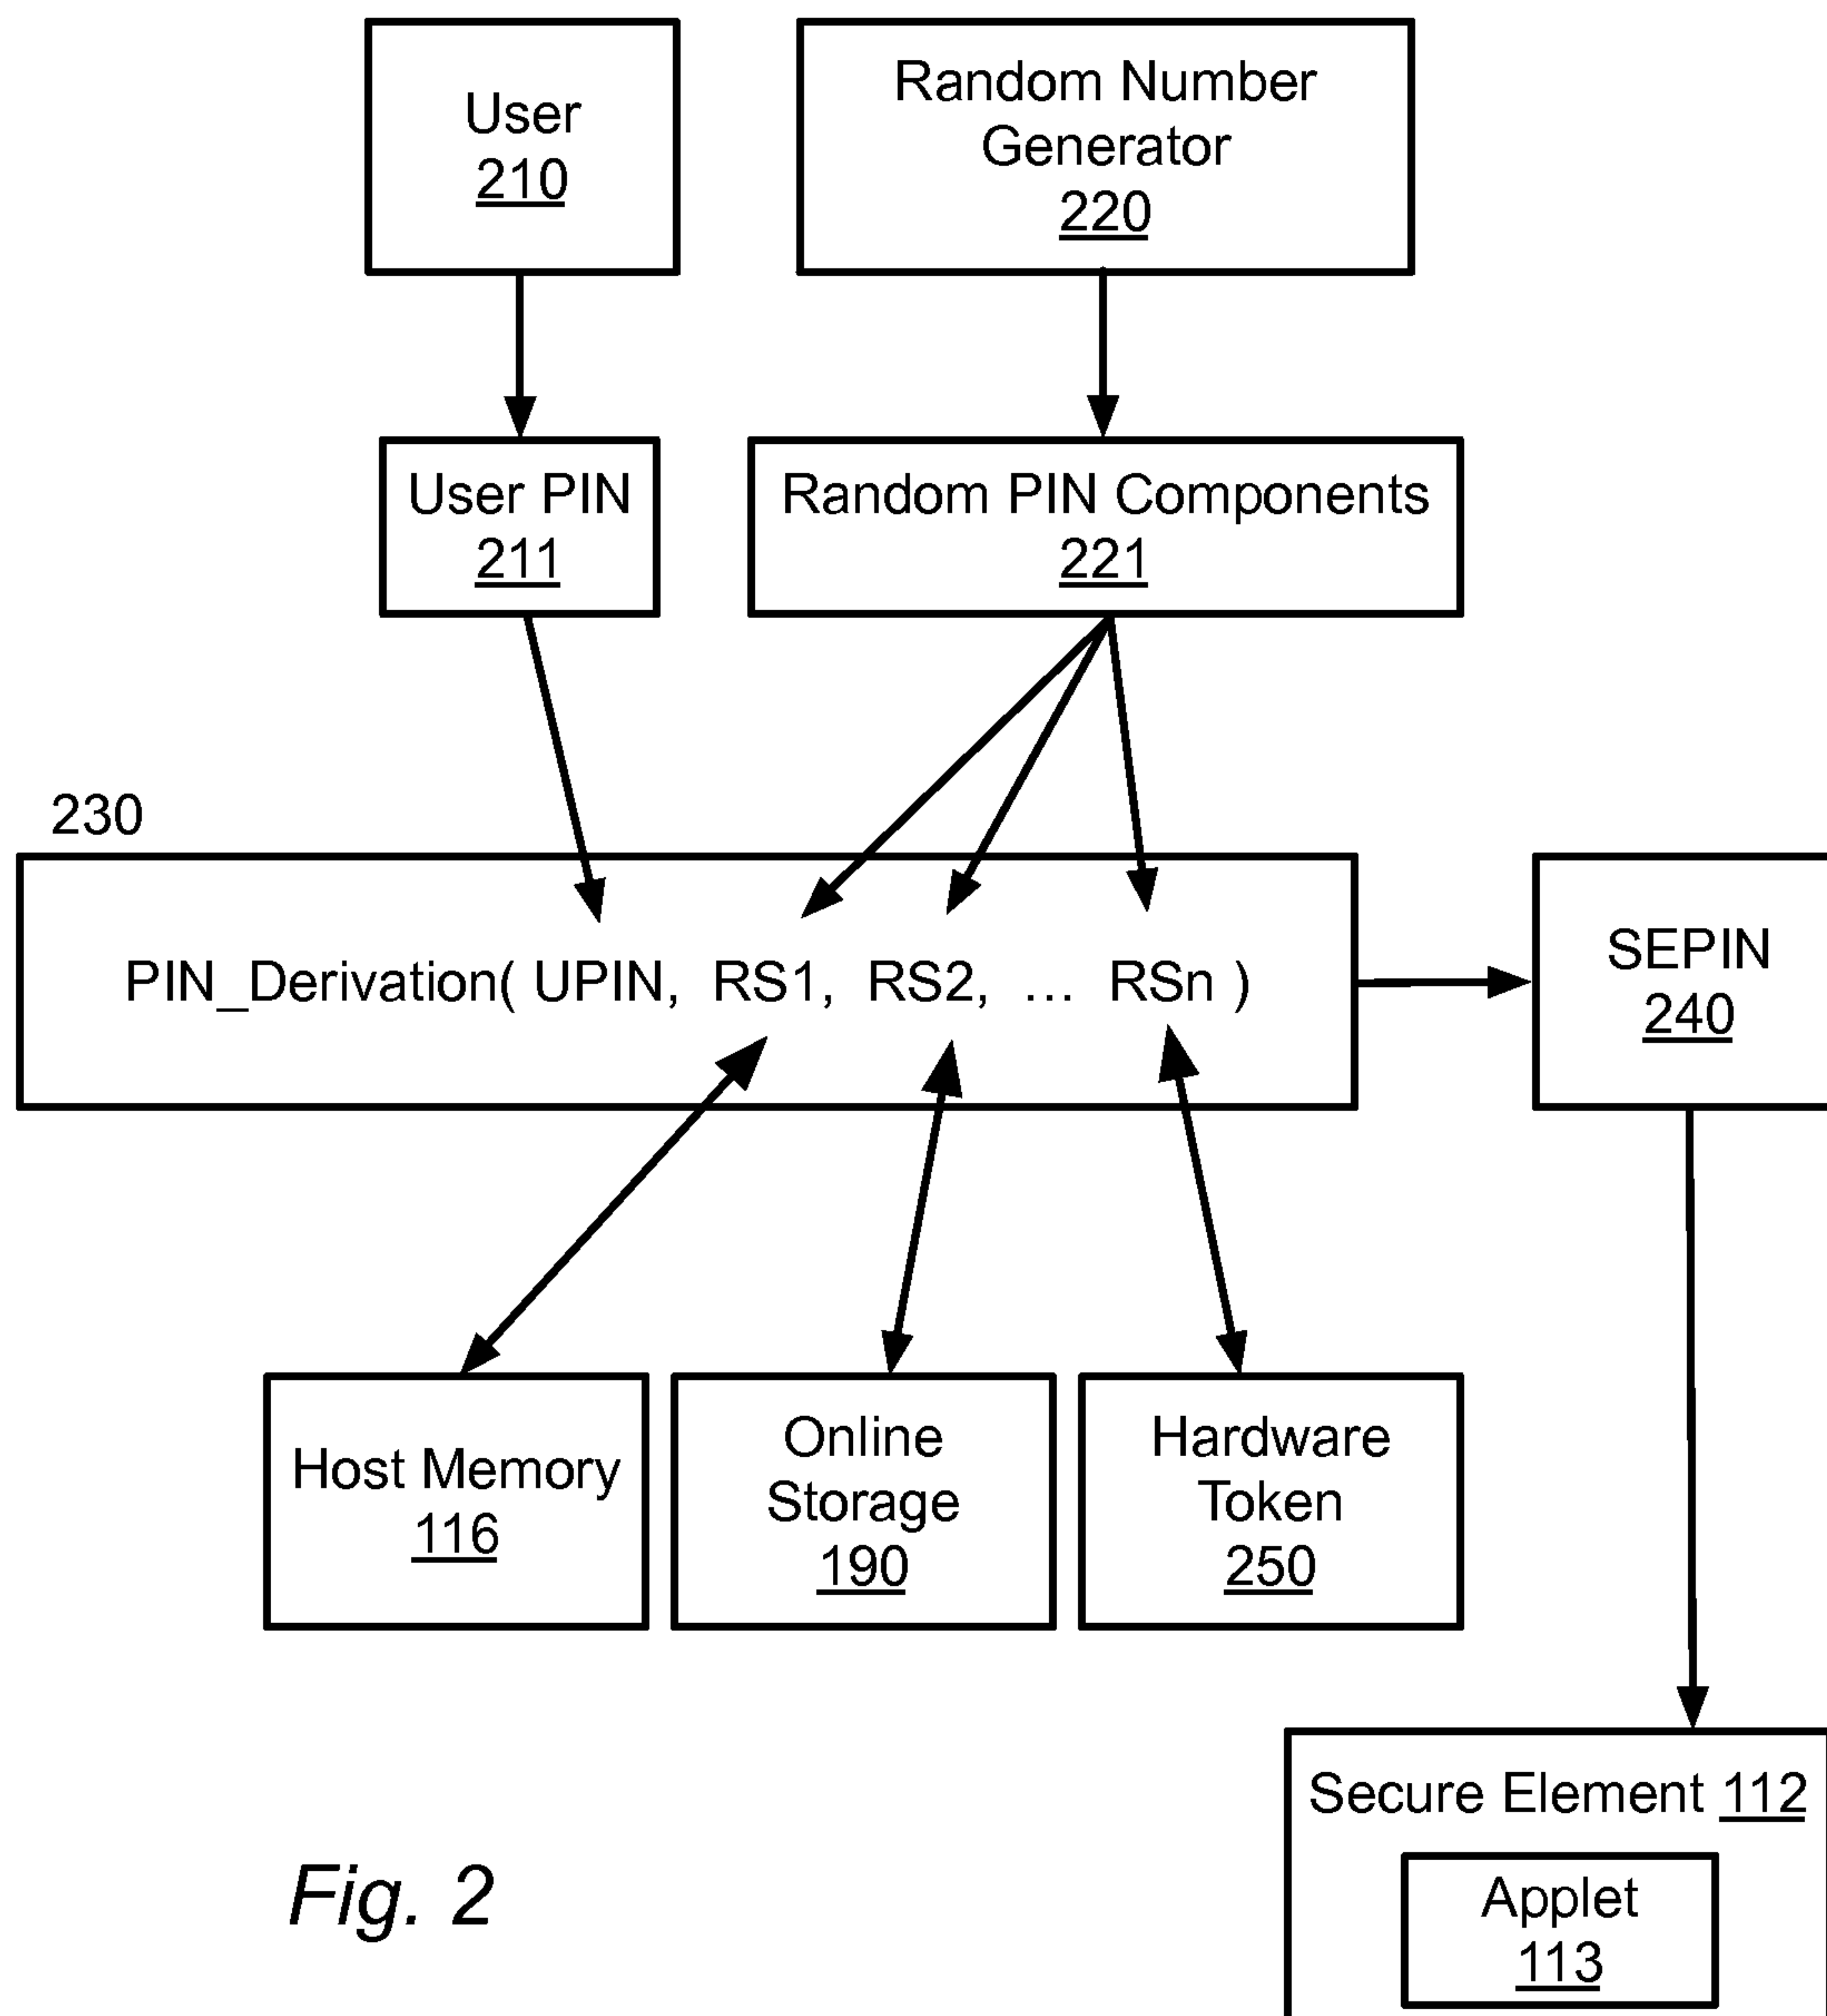 User
210
Random Number
Generator
220
User PIN
211
Random PIN Components
221
230
PIN_Derivation( UPIN, RS1, RS2, ... RSn )
SEPIN
240
Host Memory
116
Online
Storage
190
Hardware
Token
250
Secure Element 112
Applet
113
Fig. 2